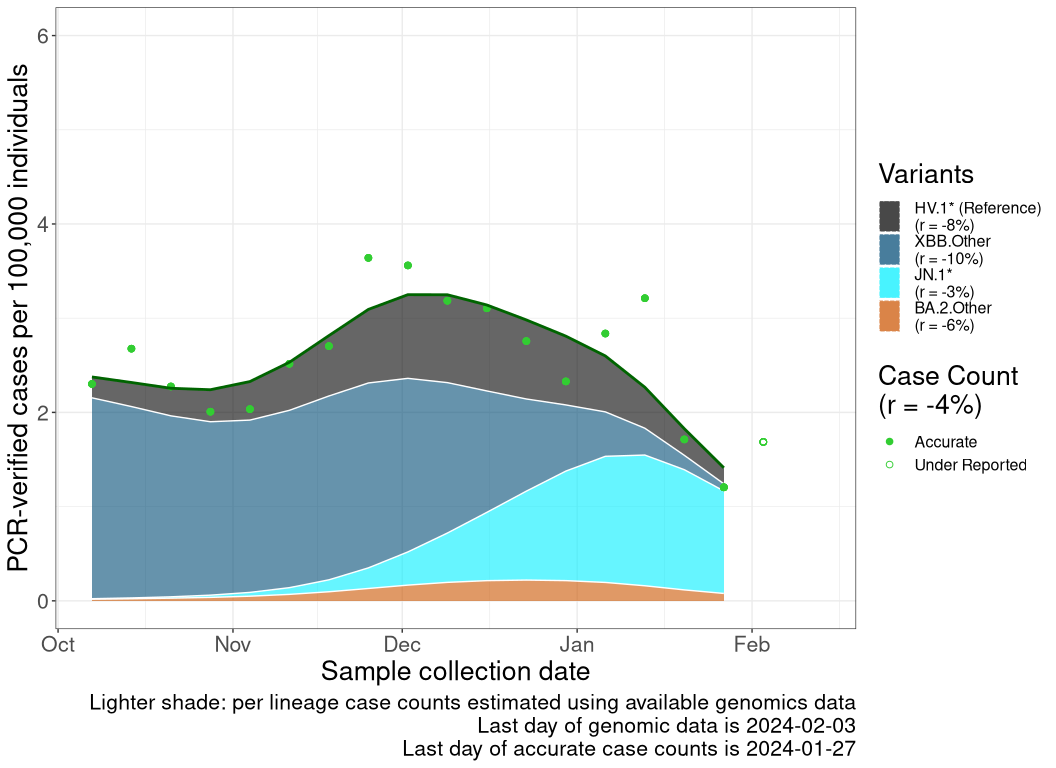 PCR-verified cases per 100,000 individuals
6
4
2
0
Oct
Nov
Dec
Jan
Feb
Sample collection date
Lighter shade: per lineage case counts estimated using available genomics data
Last day of genomic data is 2024-02-03
Last day of accurate case counts is 2024-01-27
Variants
HV.1* (Reference)
(r = -8%)
XBB.Other
(r = -10%)
JN.1*
(r = -3%)
BA.2.Other
(r = -6%)
Case Count
(r = -4%)
Accurate
Under Reported